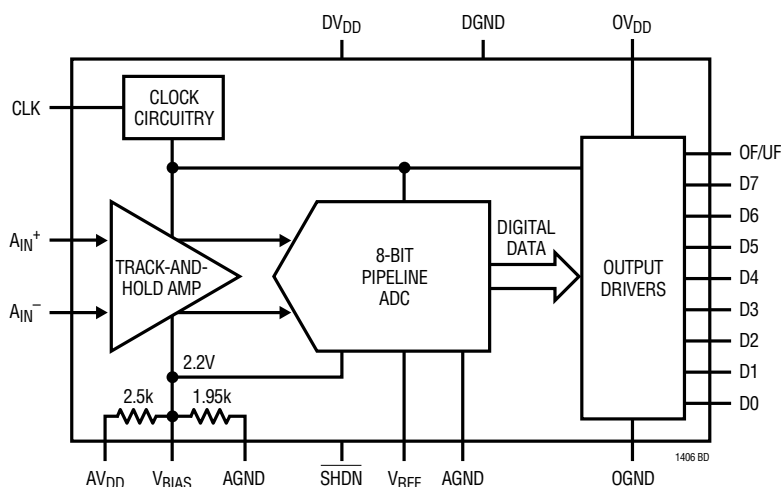 DVDD DGND OVDD
CLK
CLOCK
CIRCUITRY
OF/UF
D7
D6
D5
D4
D3
D2
D1
D0
AIN+
AIN−
TRACK-AND-
HOLD AMP
8-BIT
PIPELINE
ADC
DIGITAL
DATA
OUTPUT
DRIVERS
2.2V
2.5k 1.95k
1406 BD
AVDD VBIAS AGND SHDN VREF AGND OGND